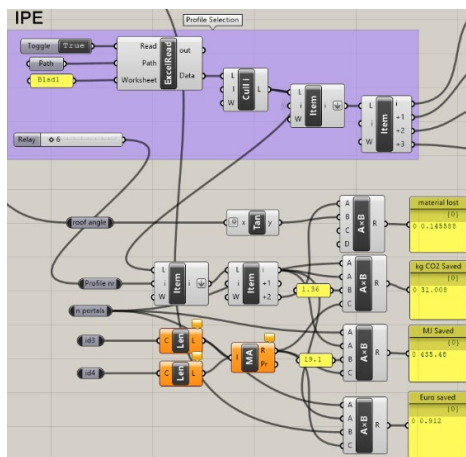 IPE
Profile Selection
Toggle True
Path
Blad1
Read
Path
Worksheet
ExcelRead
out
Data
L
I
W
Cull i
L
L
i
W
Item
i
L
i
W
Item
i
+1
+2
+3
Relay 6
roof angle
x
Tan
y
A
B
C
D
A×B
R
material lost
{0}
0 0.148588
Profile nr
n portals
L
i
W
Item
i
L
i
W
Item
i
+1
+2
1.36
A
B
C
A×B
R
kg CO2 Saved
{0}
0 31.008
id3
id4
C
Len
L
C
Len
L
I
MA
R
Pr
19.1
A
B
C
A×B
R
MJ Saved
{0}
0 435.48
A
B
C
A×B
R
Euro saved
{0}
0 0.912